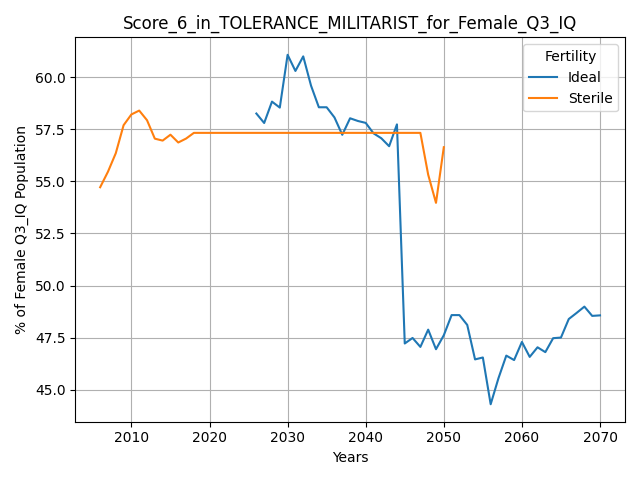 Score_6_in_TOLERANCE_MILITARIST_for_Female_Q3_IQ
Fertility
Ideal
Sterile
% of Female Q3_IQ Population
60.0
57.5
55.0
52.5
50.0
47.5
45.0
2010 2020 2030 2040 2050 2060 2070
Years